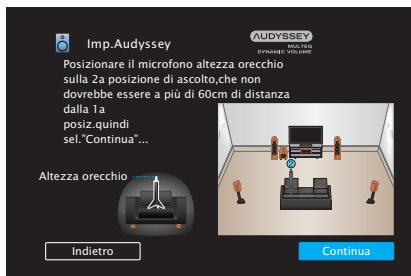 Imp.Audyssey
AUDYSSEY
MULTEQ
DYNAMIC VOLUME
Posizionare il microfono altezza orecchio
sulla 2a posizione di ascolto,che non
dovrebbe essere a più di 60cm di distanza
dalla 1a
posiz.quindi
sel."Continua"...
Altezza orecchio
Indietro
Continua